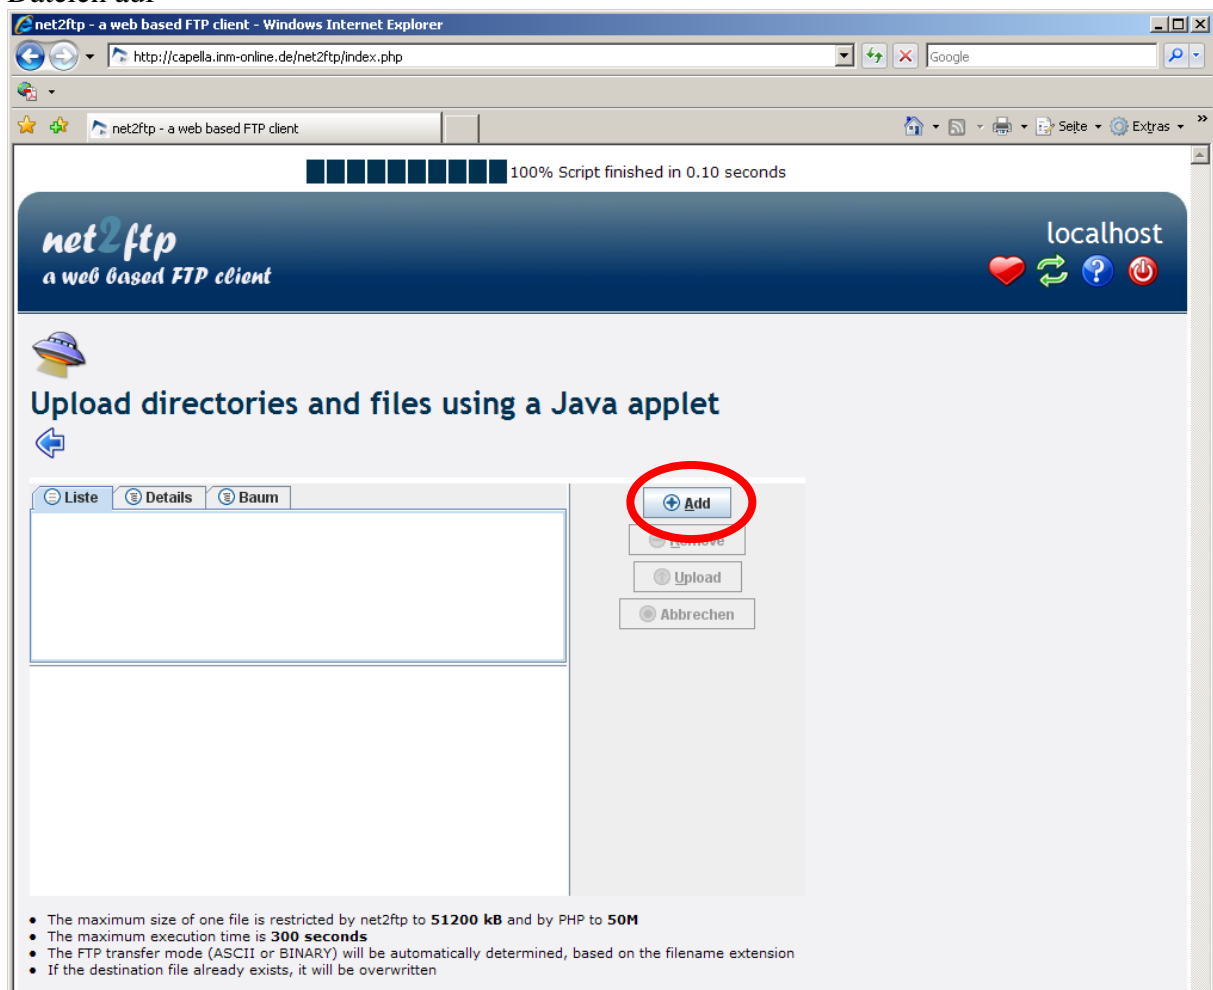 Dateien auf
net2ftp - a web based FTP client - Windows Internet Explorer
http://capella.inm-online.de/net2ftp/index.php
Google
net2ftp - a web based FTP client
Seite
Extras
»
100% Script finished in 0.10 seconds
net2ftp
localhost
a web based FTP client
Upload directories and files using a Java applet
Liste
Details
Baum
Add
Remove
Upload
Abbrechen
• The maximum size of one file is restricted by net2ftp to 51200 kB and by PHP to 50M
• The maximum execution time is 300 seconds
• The FTP transfer mode (ASCII or BINARY) will be automatically determined, based on the filename extension
• If the destination file already exists, it will be overwritten